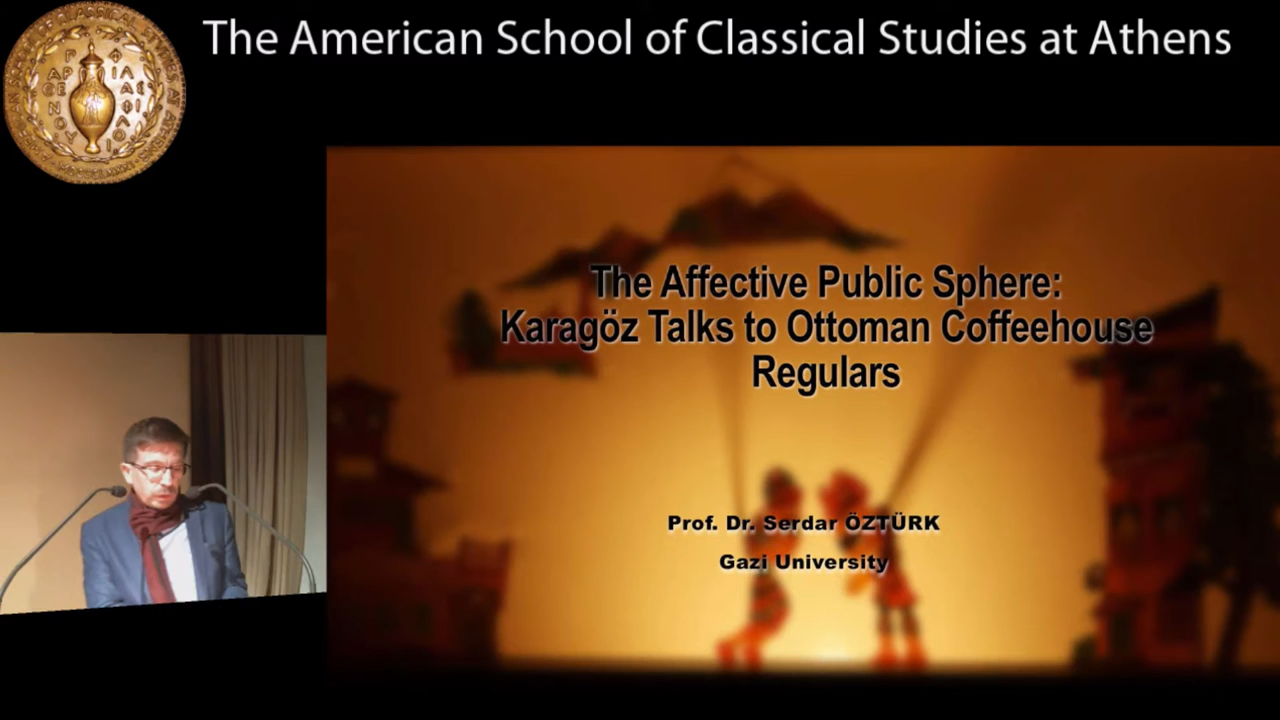 The American School of Classical Studies at Athens
The Affective Public Sphere:
Karagöz Talks to Ottoman Coffeehouse
Regulars
Prof. Dr. Serdar ÖZTÜRK
Gazi University